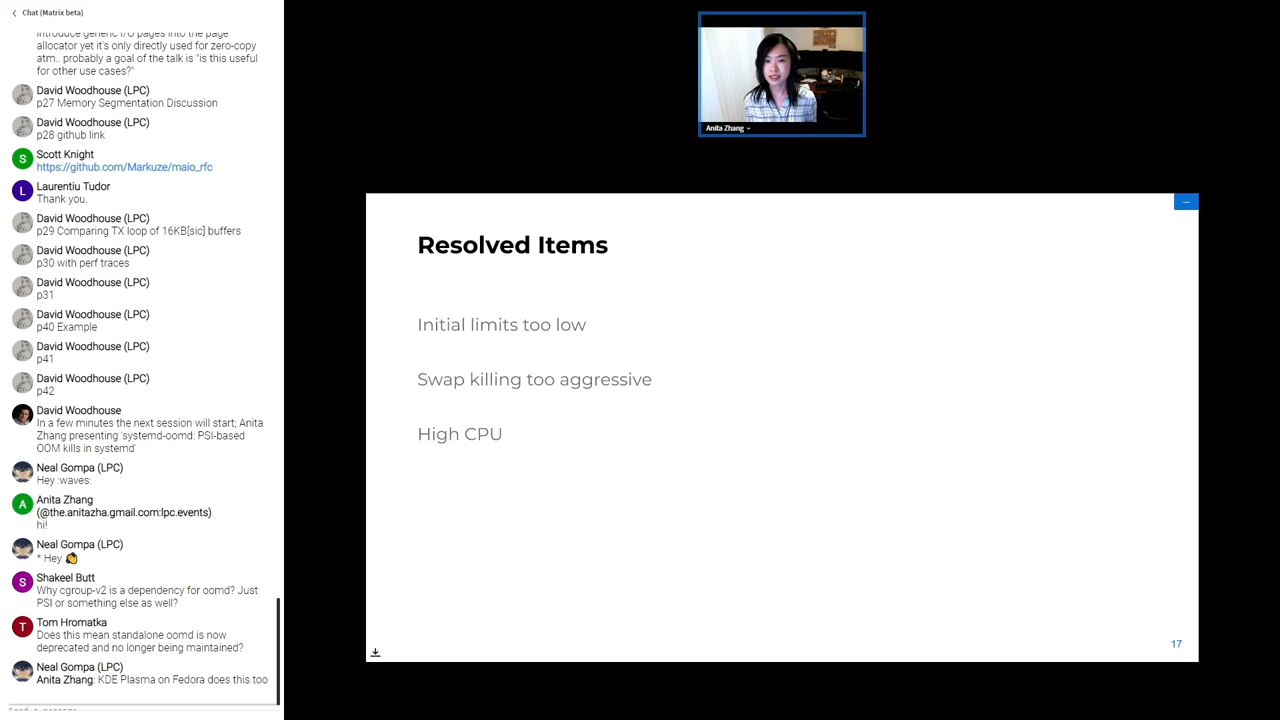 Chat (Matrix beta)
introduce generic I/O pages into the page
allocator yet it's only directly used for zero-copy
atm.. probably a goal of the talk is "is this useful
for other use cases?"
David Woodhouse (LPC)
p27 Memory Segmentation Discussion
David Woodhouse (LPC)
p28 github link
S
Scott Knight
https://github.com/Markuze/maio_rfc
L
Laurentiu Tudor
Thank you.
David Woodhouse (LPC)
p29 Comparing TX loop of 16KB[sic] buffers
David Woodhouse (LPC)
p30 with perf traces
David Woodhouse (LPC)
p31
David Woodhouse (LPC)
p40 Example
David Woodhouse (LPC)
p41
David Woodhouse (LPC)
p42
David Woodhouse
In a few minutes the next session will start; Anita
Zhang presenting 'systemd-oomd: PSI-based
OOM kills in systemd'
Neal Gompa (LPC)
Hey :waves:
A
Anita Zhang
(@the.anitazha.gmail.com:lpc.events)
hi!
Neal Gompa (LPC)
* Hey 👋
S
Shakeel Butt
Why cgroup-v2 is a dependency for oomd? Just
PSI or something else as well?
T
Tom Hromatka
Does this mean standalone oomd is now
deprecated and no longer being maintained?
Neal Gompa (LPC)
Anita Zhang: KDE Plasma on Fedora does this too
Anita Zhang
Resolved Items
Initial limits too low
Swap killing too aggressive
High CPU
17